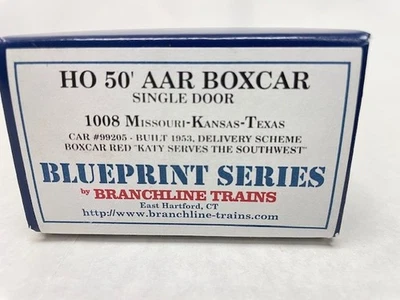 HO 50' AAR BOXCAR
SINGLE DOOR
1008 Missouri-Kansas-Texas
CAR #99205 - BUILT 1953, DELIVERY SCHEME
BOXCAR RED "KATY SERVES THE SOUTHWEST"
BLUEPRINT SERIES
by BRANCHLINE TRAINS
East Hartford, CT
http://www.branchline-trains.com